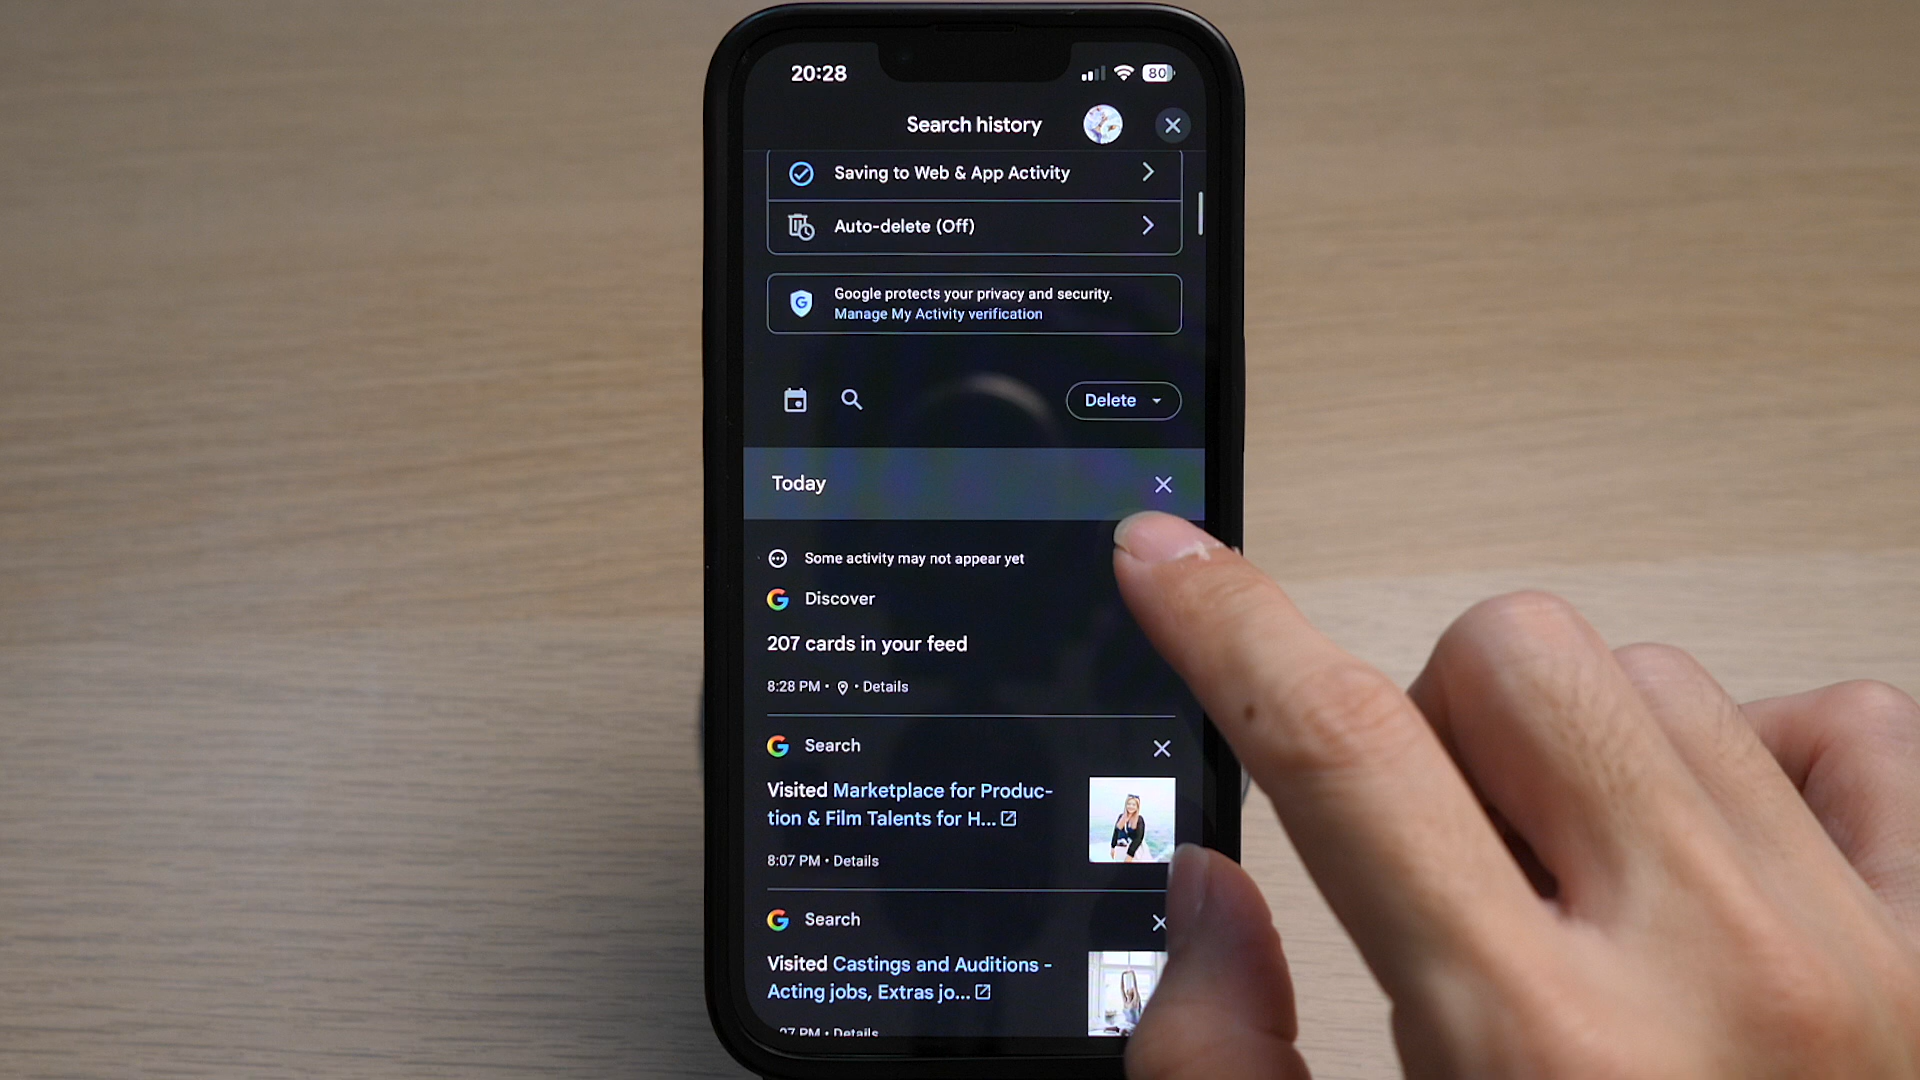 20:28
80
Search history
Saving to Web & App Activity
Auto-delete (Off)
G
Google protects your privacy and security.
Manage My Activity verification
Delete
Today
Some activity may not appear yet
Discover
207 cards in your feed
8:28 PM • • Details
Search
Visited Marketplace for Produc-
tion & Film Talents for H...
8:07 PM • Details
Search
Visited Castings and Auditions -
Acting jobs, Extras jo...
PM • Details